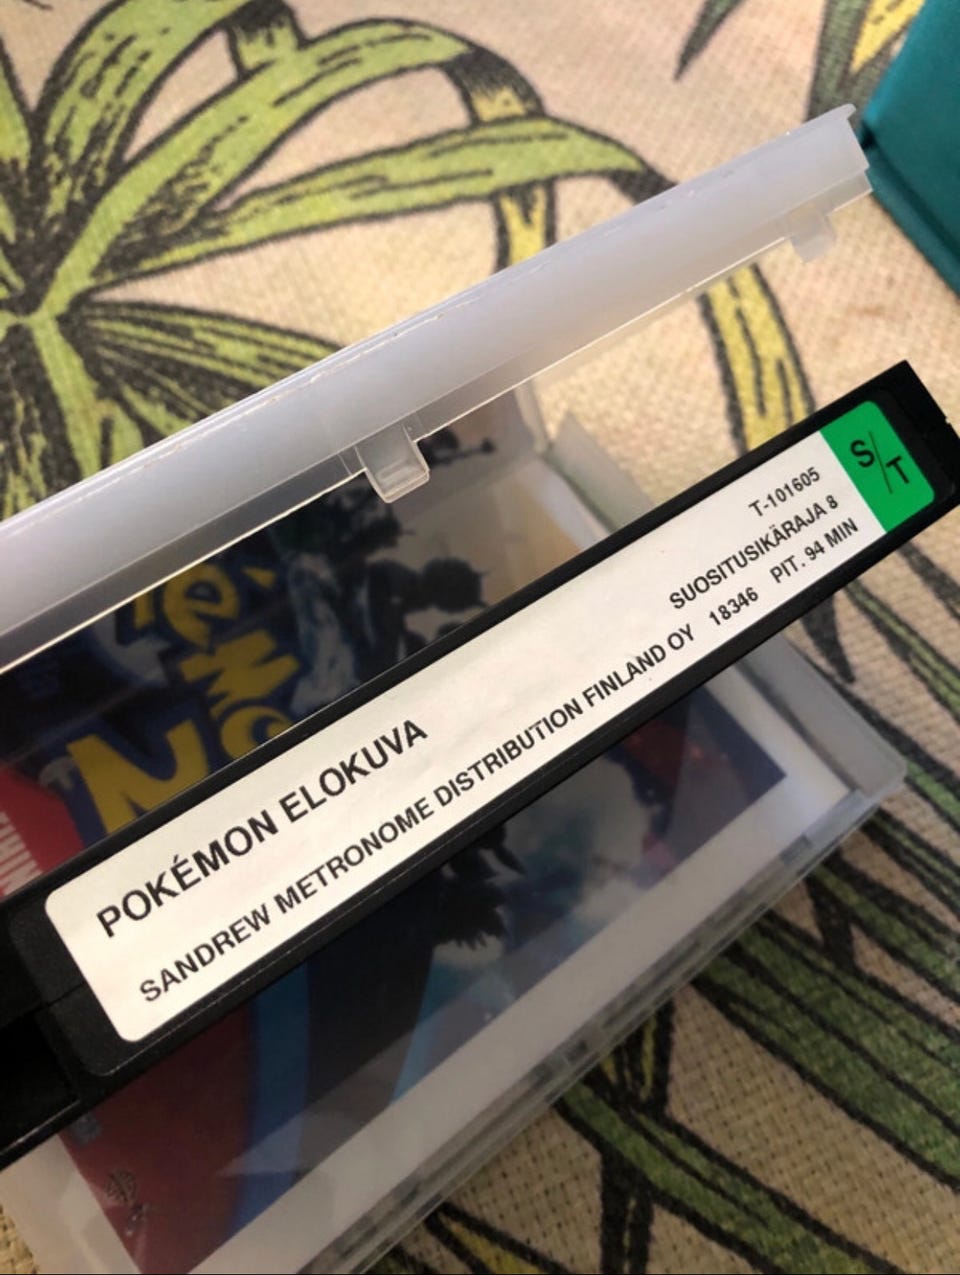 S/T
T-101605
SUOSITUSIKÄRAJA 8
POKÉMON ELOKUVA
SANDREW METRONOME DISTRIBUTION FINLAND OY 18346 PIT. 94 MIN